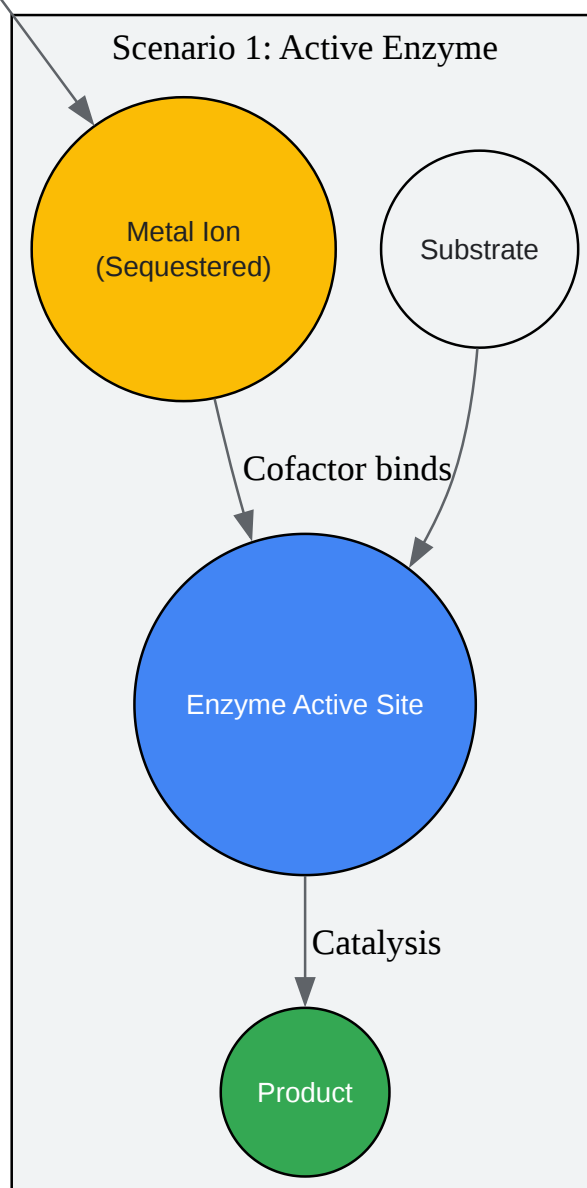 Scenario 1: Active Enzyme
Metal Ion
(Sequestered)
Substrate
Cofactor binds
Enzyme Active Site
Catalysis
Product